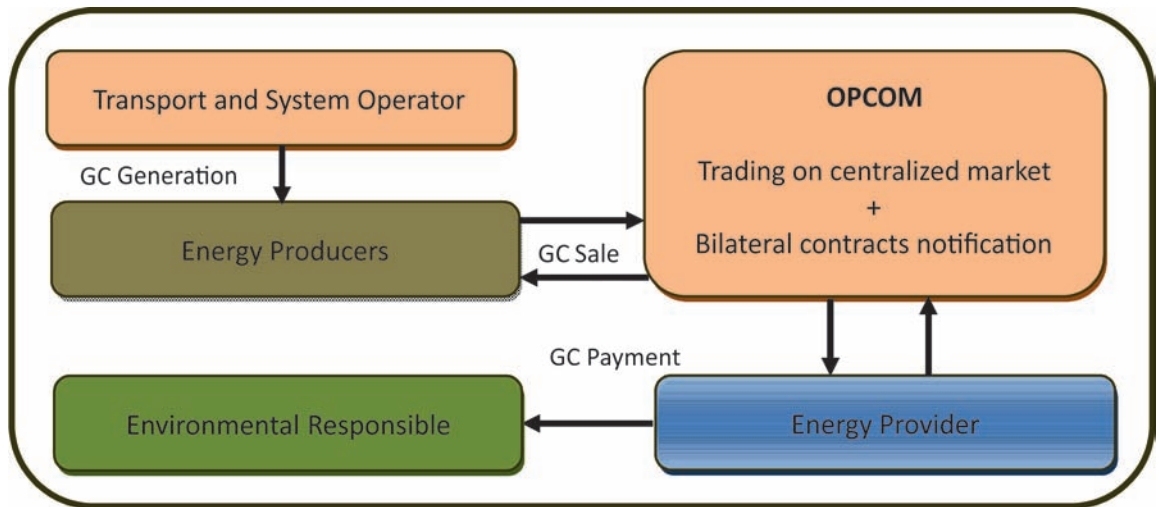 Transport and System Operator
OPCOM
GC Generation
Trading on centralized market
+
Bilateral contracts notification
Energy Producers
GC Sale
GC Payment
Environmental Responsible
Energy Provider